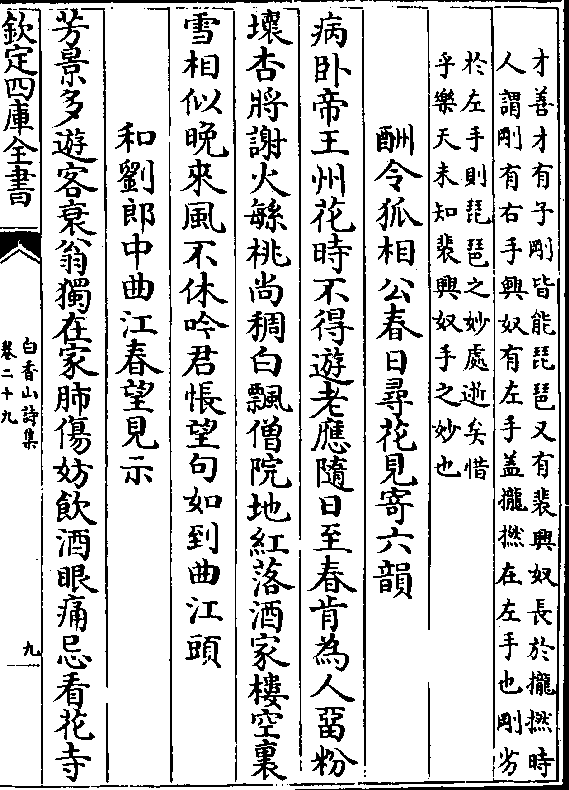 才善才有子剛皆能琵琶又有裴興奴長於攏撚時
人謂剛有右手興奴有左手盖攏撚在左手也剛劣
於左手則琵琶之妙處逝矣惜
乎樂天未知裴興奴手之妙也
酬令狐相公春日尋花見寄六韻
病卧帝王州花時不得遊老應隨日至春肯為人畱粉
壞杏將謝火繇桃尚稠白飄僧院地紅落酒家樓空裏
雪相似晚來風不休吟君悵望句如到曲江頭
和劉郎中曲江春望見示
芳景多遊客衰翁獨在家肺傷妨飲酒眼痛忌看花寺
欽定四庫全書
白香山詩集
卷二十九
九